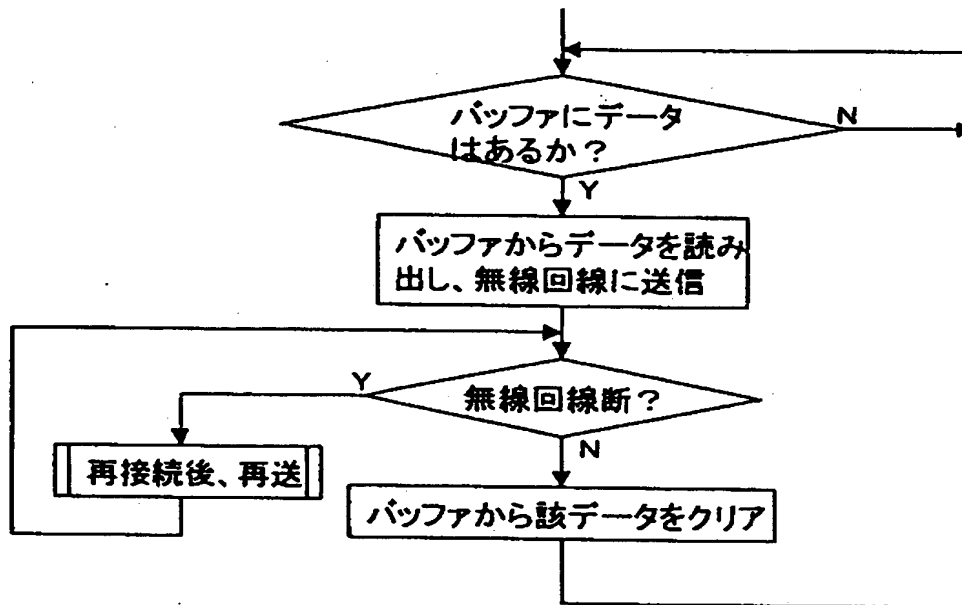 バッファにデータ
はあるか？
N
Y
バッファからデータを読み
出し、無線回線に送信
Y
無線回線断？
N
再接続後、再送
バッファから該データをクリア